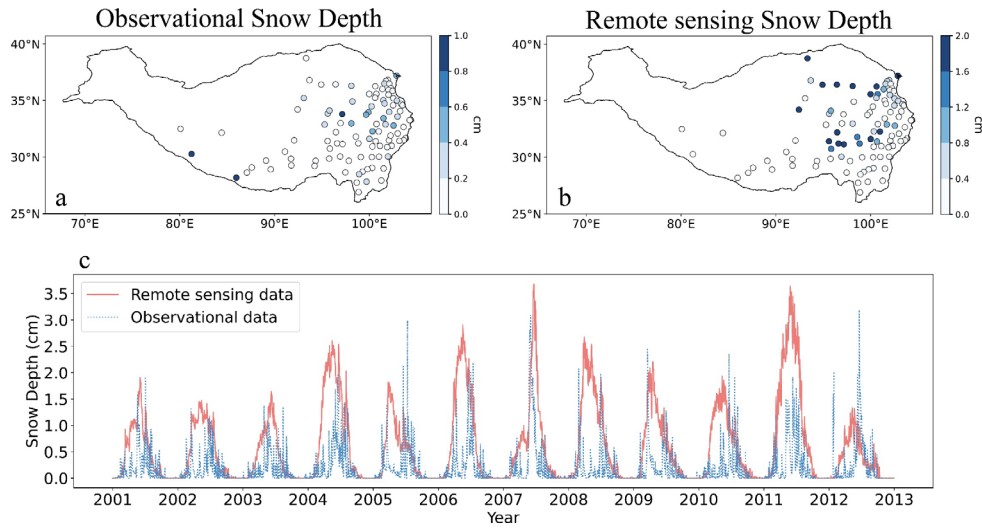 Observational Snow Depth
Remote sensing Snow Depth
40°N
35°N
30°N
25°N
70°E
80°E
90°E
100°E
a
1.0
0.8
0.6
0.4
0.2
0.0
cm
40°N
35°N
30°N
25°N
70°E
80°E
90°E
100°E
b
2.0
1.6
1.2
0.8
0.4
0.0
cm
c
Snow Depth (cm)
3.5
3.0
2.5
2.0
1.5
1.0
0.5
0.0
Remote sensing data
Observational data
2001 2002 2003 2004 2005 2006 2007 2008 2009 2010 2011 2012 2013
Year